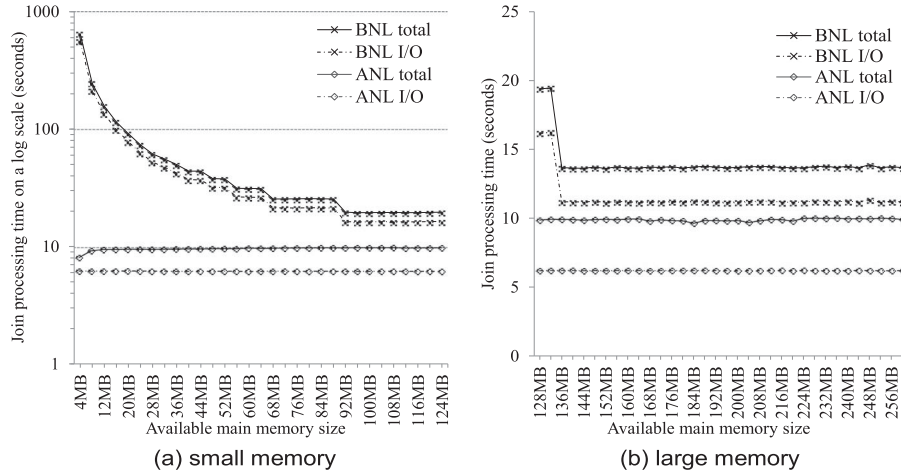 Join processing time on a log scale (seconds)
1000
100
10
1
BNL total
BNL I/O
ANL total
ANL I/O
4MB
12MB
20MB
28MB
36MB
44MB
52MB
60MB
68MB
76MB
84MB
92MB
100MB
108MB
116MB
124MB
Available main memory size
(a) small memory
Join processing time (seconds)
25
20
15
10
5
0
BNL total
BNL I/O
ANL total
ANL I/O
128MB
136MB
144MB
152MB
160MB
168MB
176MB
184MB
192MB
200MB
208MB
216MB
224MB
232MB
240MB
248MB
256MB
Available main memory size
(b) large memory